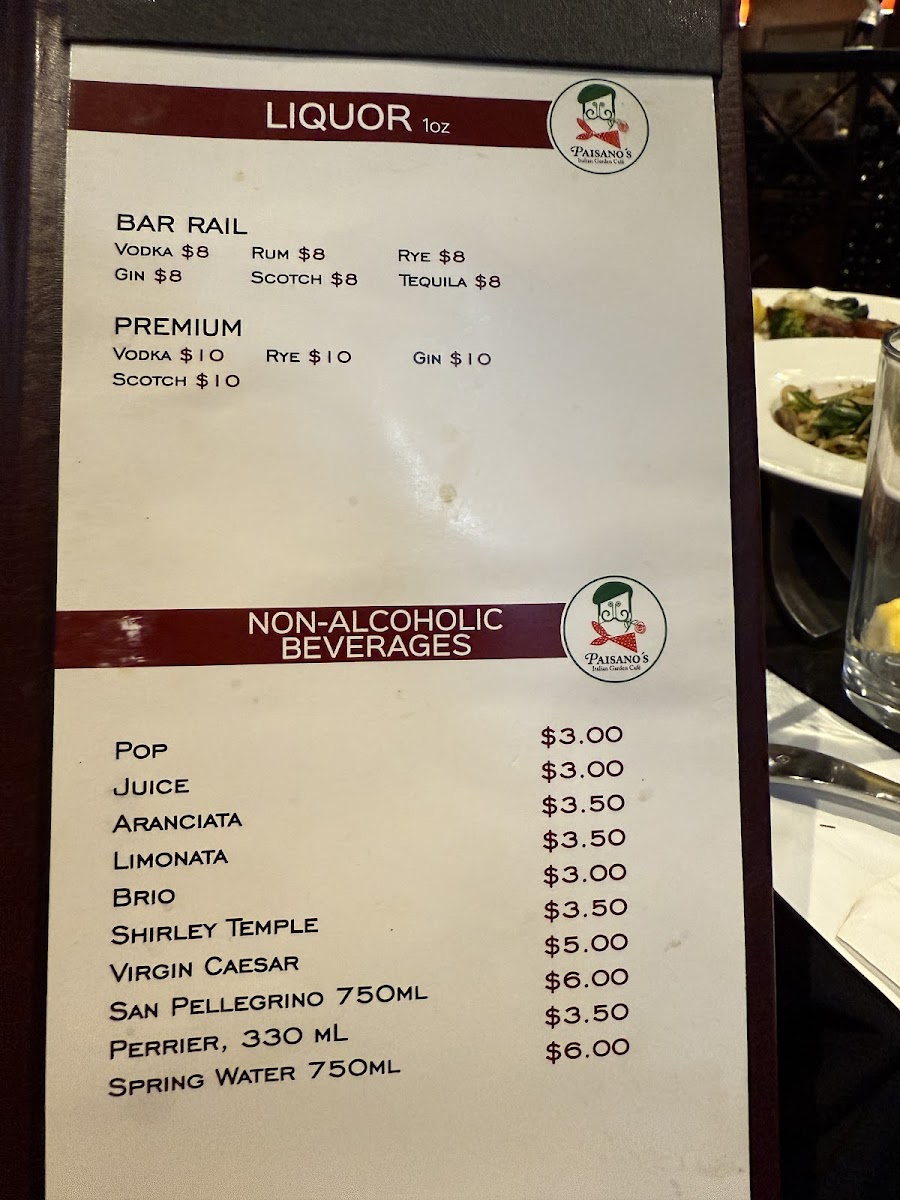 LIQUOR 1oz
PAISANO'S
Italian Garden Café
BAR RAIL
VODKA $8 RUM $8 RYE $8
GIN $8 SCOTCH $8 TEQUILA $8
PREMIUM
VODKA $10 RYE $10 GIN $10
SCOTCH $10
NON-ALCOHOLIC
BEVERAGES
PAISANO'S
Italian Garden Café
POP $3.00
JUICE $3.00
ARANCIATA $3.50
LIMONATA $3.50
BRIO $3.00
SHIRLEY TEMPLE $3.50
VIRGIN CAESAR $5.00
SAN PELLEGRINO 750ML $6.00
PERRIER, 330 ML $3.50
SPRING WATER 750ML $6.00